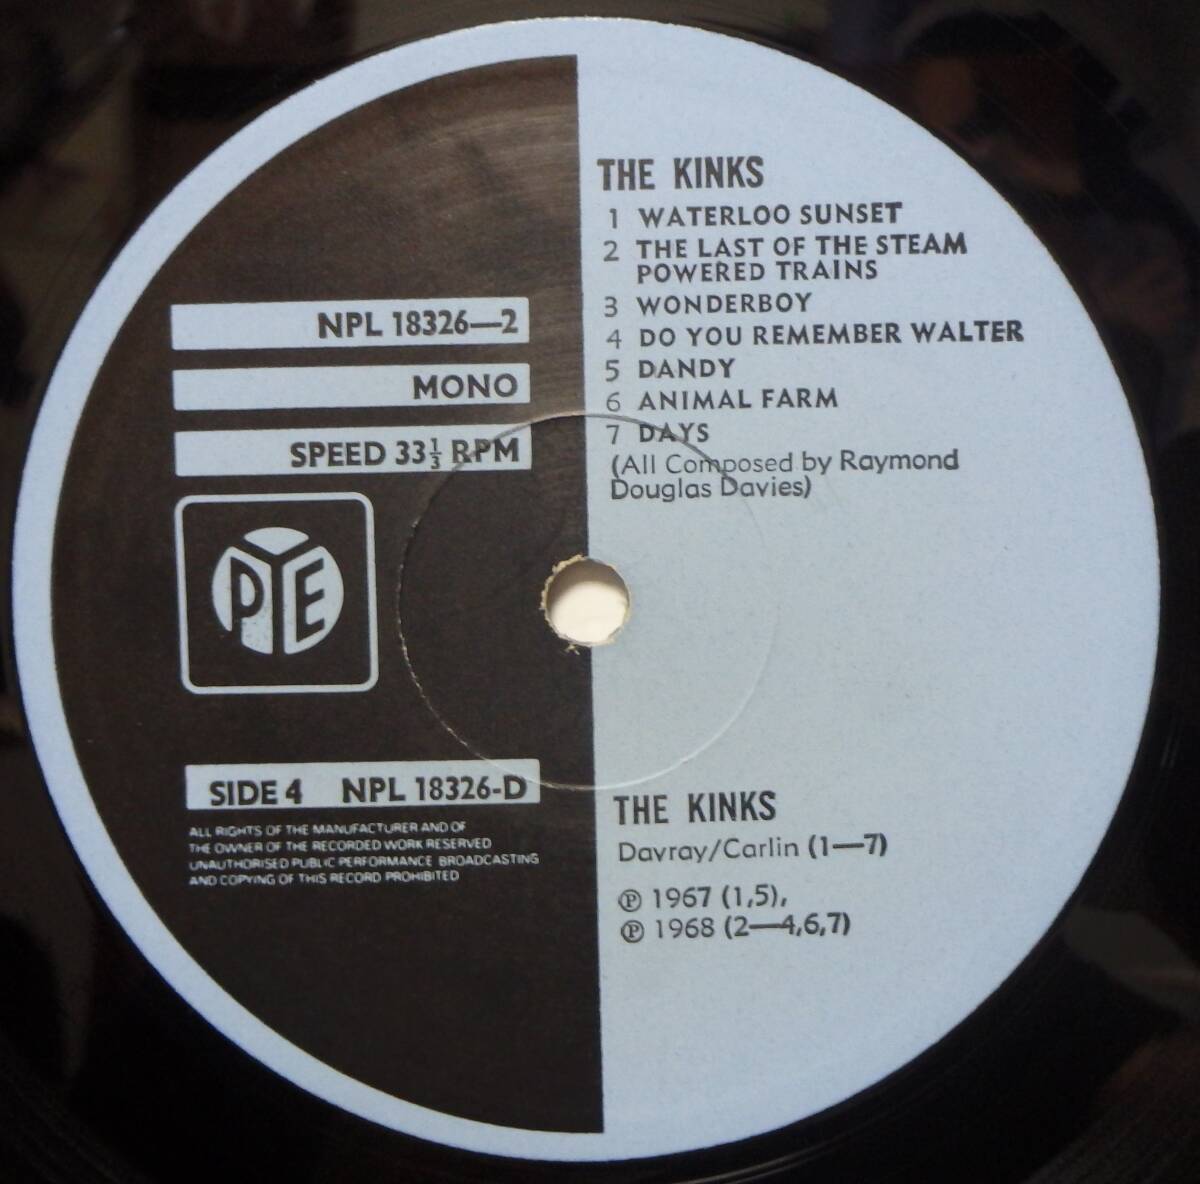 THE KINKS
1 WATERLOO SUNSET
2 THE LAST OF THE STEAM
POWERED TRAINS
3 WONDERBOY
4 DO YOU REMEMBER WALTER
5 DANDY
6 ANIMAL FARM
7 DAYS
(All Composed by Raymond
Douglas Davies)
NPL 18326—2
MONO
SPEED 33⅓ RPM
PYE
SIDE 4 NPL 18326-D
ALL RIGHTS OF THE MANUFACTURER AND OF
THE OWNER OF THE RECORDED WORK RESERVED
UNAUTHORISED PUBLIC PERFORMANCE BROADCASTING
AND COPYING OF THIS RECORD PROHIBITED
THE KINKS
Davray/Carlin (1—7)
℗ 1967 (1,5),
℗ 1968 (2—4,6,7)